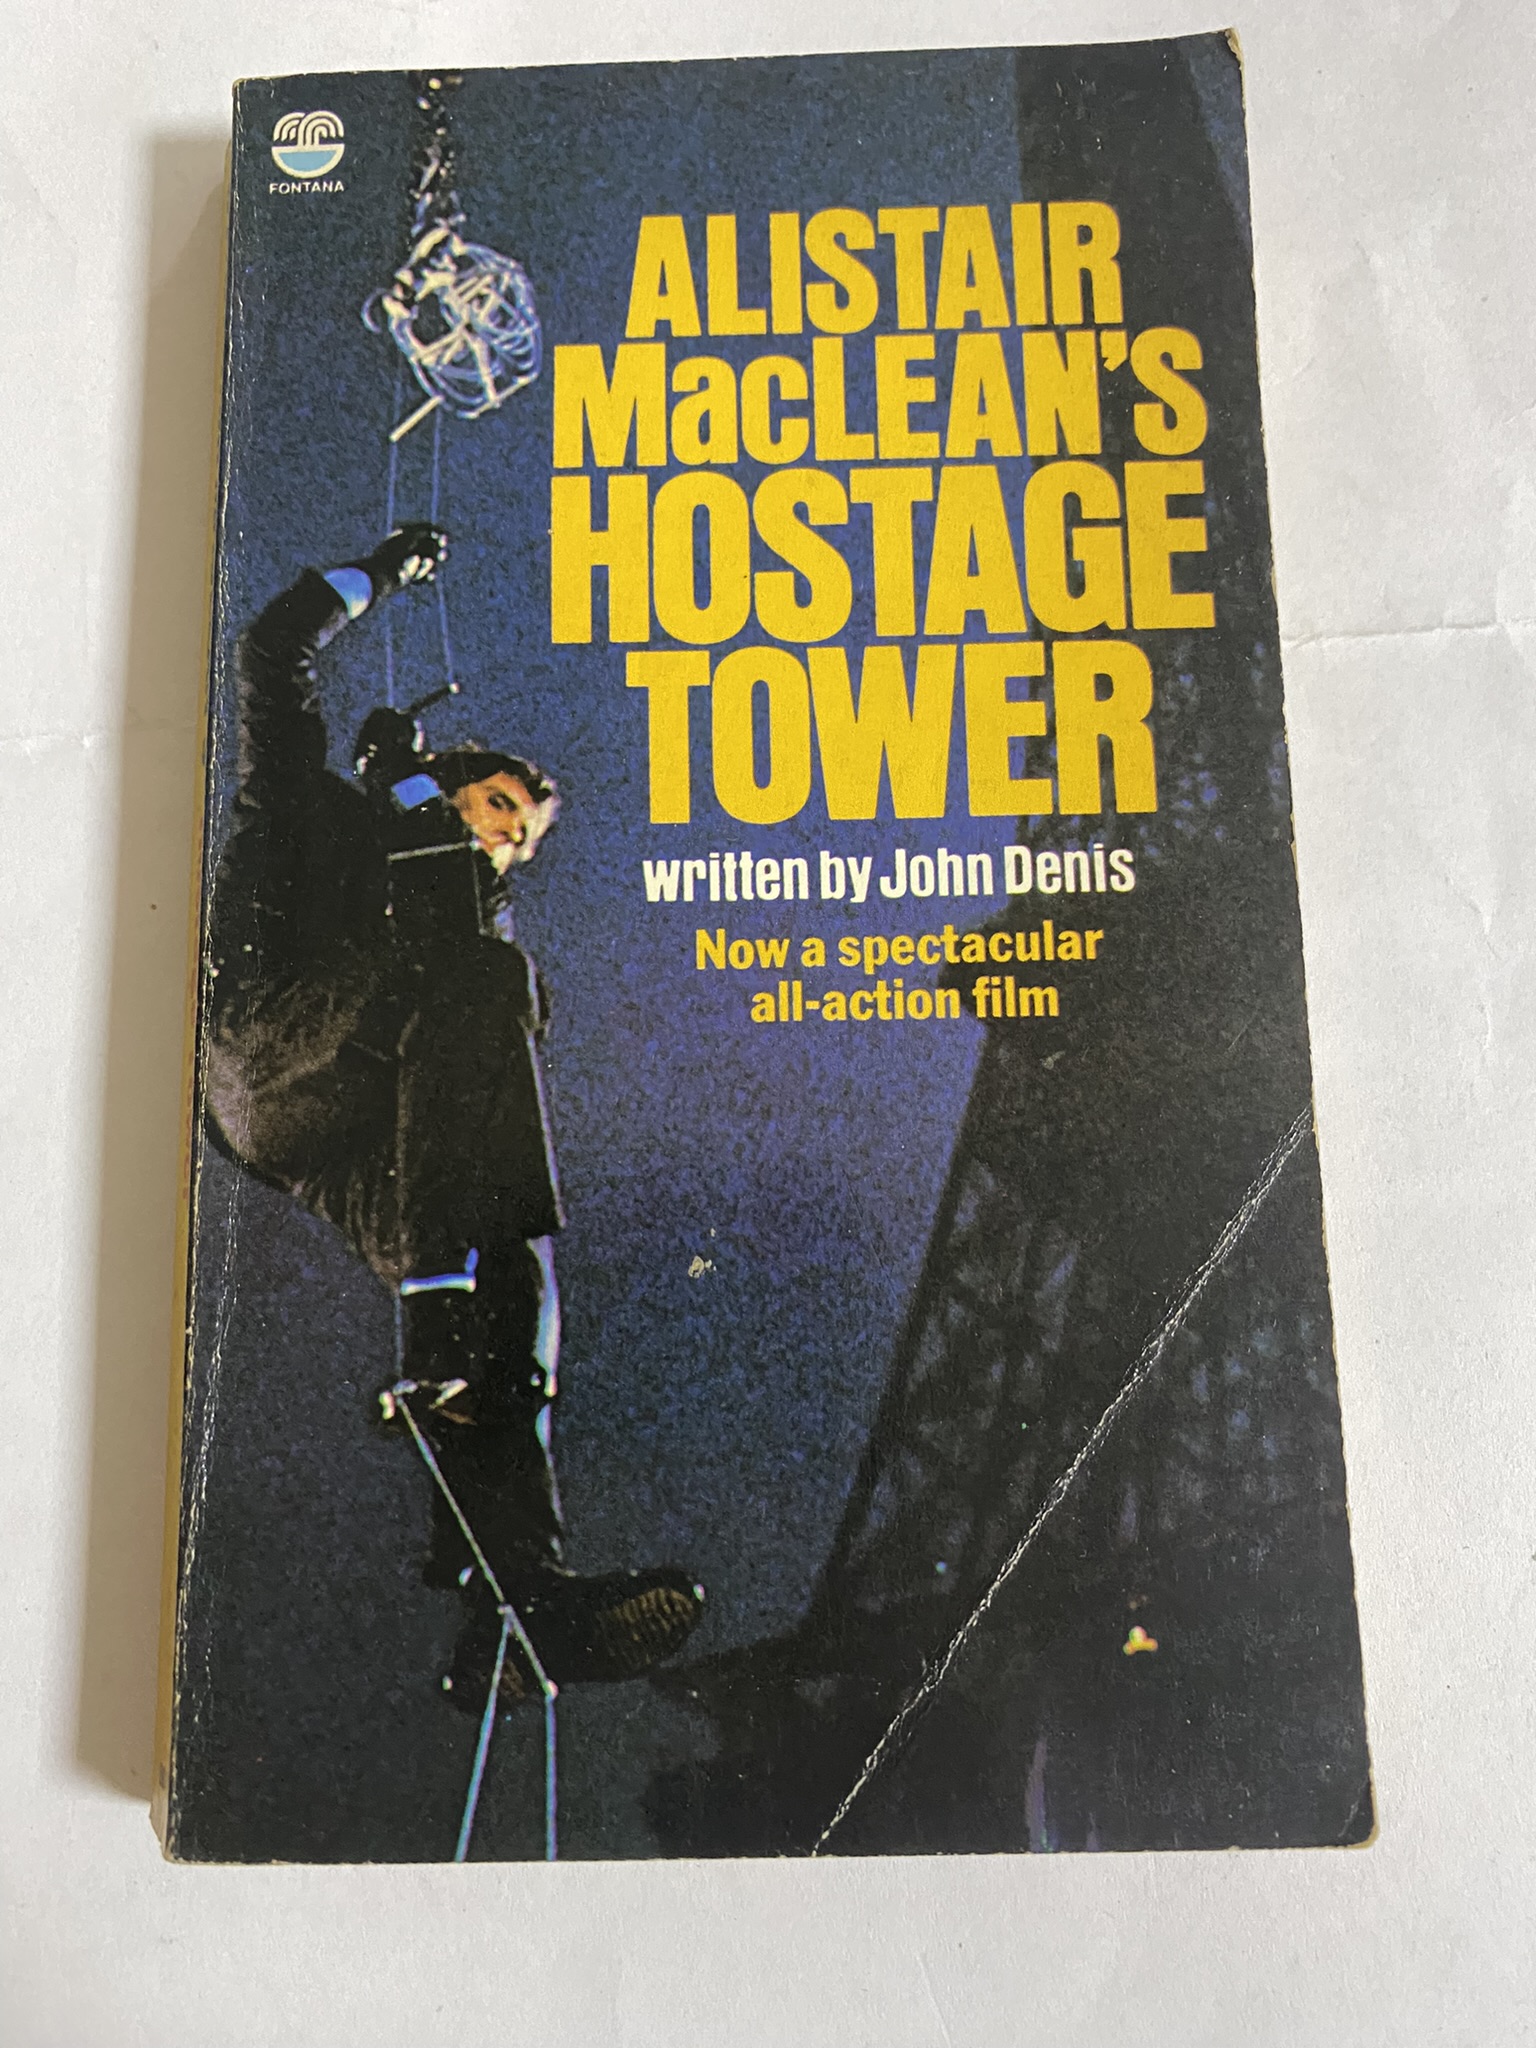 FONTANA
ALISTAIR
MacLEAN'S
HOSTAGE
TOWER
written by John Denis
Now a spectacular
all-action film